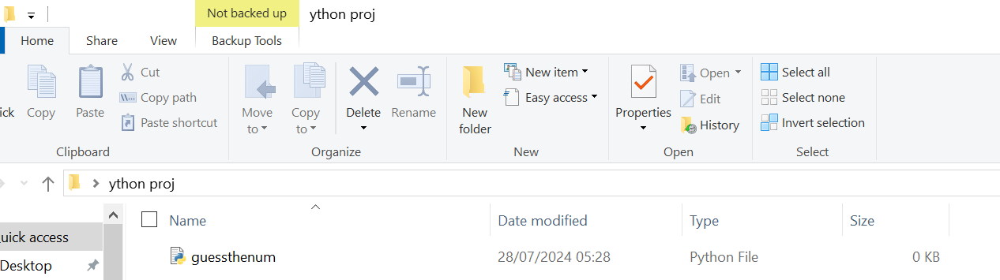 Not backed up ython proj
Home Share View Backup Tools
Cut
Copy path
Paste shortcut
ick Copy Paste
Clipboard
Move to
Copy to
Delete
Rename
Organize
New folder
New item
Easy access
New
Properties
Open
Edit
History
Open
Select all
Select none
Invert selection
Select
ython proj
uick access
Desktop
Name Date modified Type Size
guessthenum 28/07/2024 05:28 Python File 0 KB